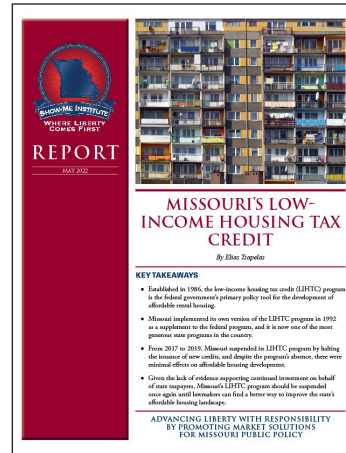 SHOW-ME INSTITUTE
WHERE LIBERTY
COMES FIRST
REPORT
MAY 2022
MISSOURI'S LOW-
INCOME HOUSING TAX
CREDIT
By Elias Tsapelas
KEY TAKEAWAYS
• Established in 1986, the low-income housing tax credit (LIHTC) program
is the federal government's primary policy tool for the development of
affordable rental housing.
• Missouri implemented its own version of the LIHTC program in 1992
as a supplement to the federal program, and it is now one of the most
generous state programs in the country.
• From 2017 to 2019, Missouri suspended its LIHTC program by halting
the issuance of new credits, and despite the program's absence, there were
minimal effects on affordable housing development.
• Given the lack of evidence supporting continued investment on behalf
of state taxpayers, Missouri's LIHTC program should be suspended
once again until lawmakers can find a better way to improve the state's
affordable housing landscape.
ADVANCING LIBERTY WITH RESPONSIBILITY
BY PROMOTING MARKET SOLUTIONS
FOR MISSOURI PUBLIC POLICY